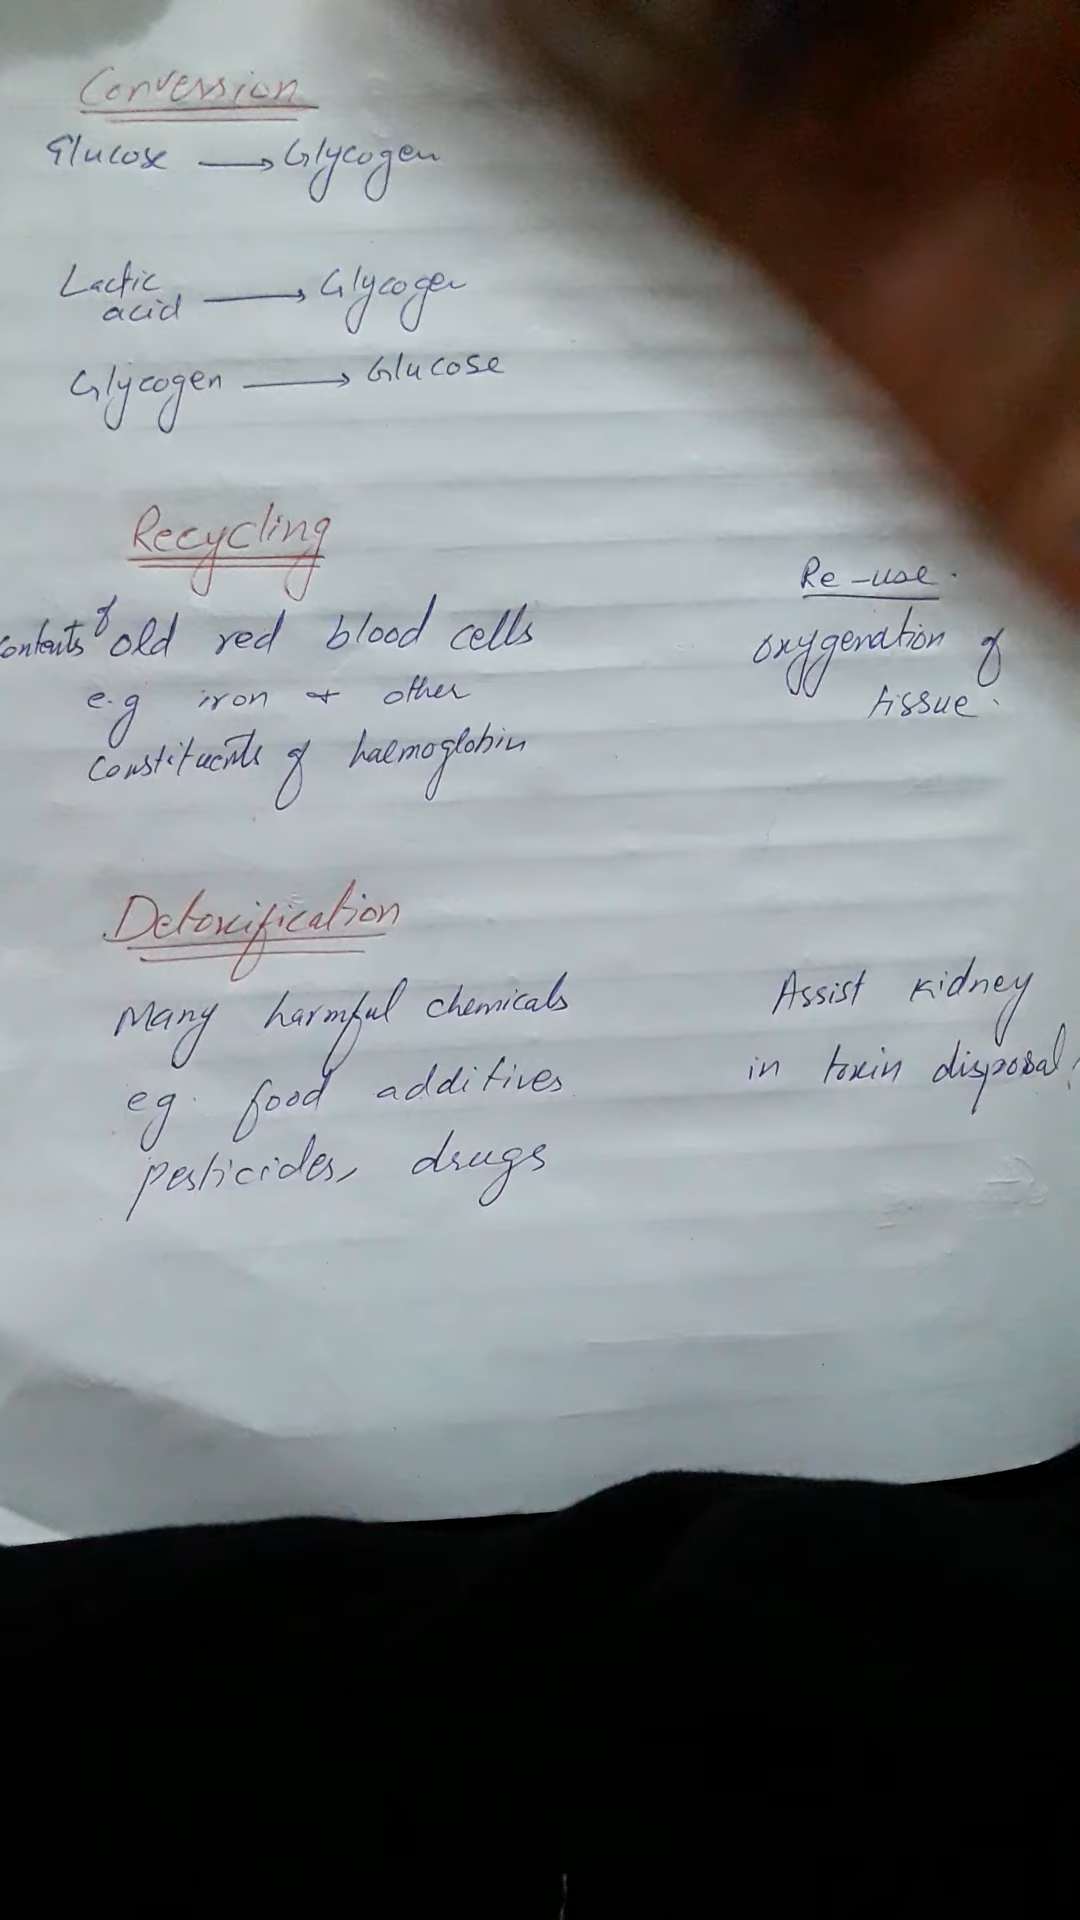 Conversion
Glucose → Glycogen
Lactic acid → Glycogen
Glycogen → Glucose
Recycling
contents of old red blood cells
e.g iron & other
constituents of haemoglobin
Re-use.
oxygenation of
tissue.
Detoxification
Many harmful chemicals
eg. food additives
pesticides, drugs
Assist kidney
in toxin disposal.